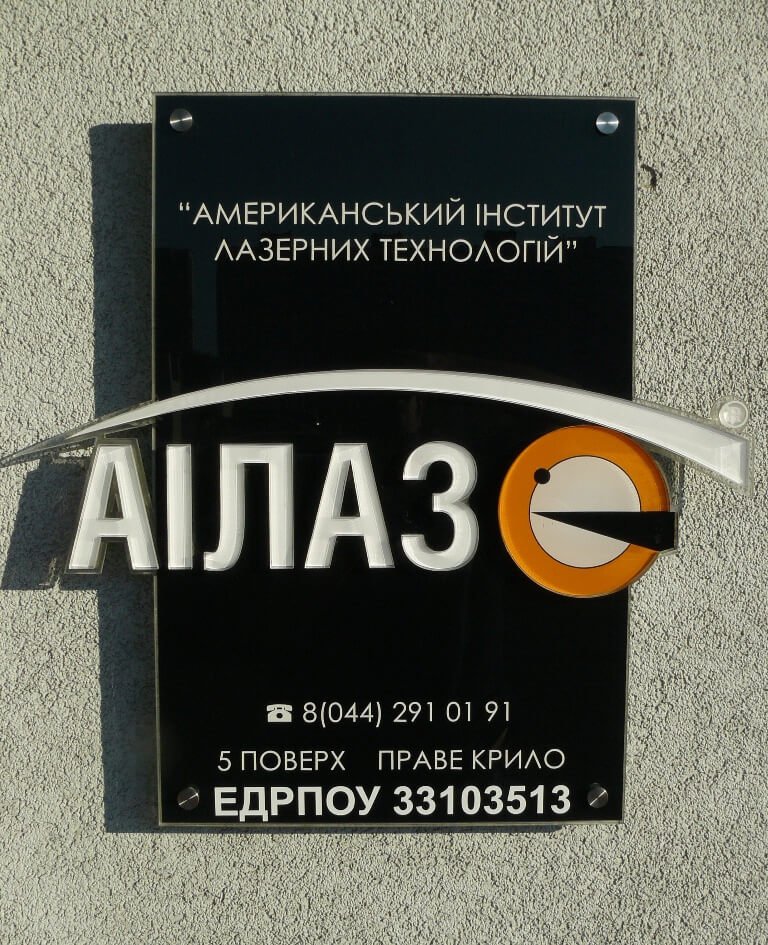 “АМЕРИКАНСЬКИЙ ІНСТИТУТ
ЛАЗЕРНИХ ТЕХНОЛОГІЙ”
®
АІЛАЗ
☎ 8(044) 291 01 91
5 ПОВЕРХ ПРАВЕ КРИЛО
ЕДРПОУ 33103513